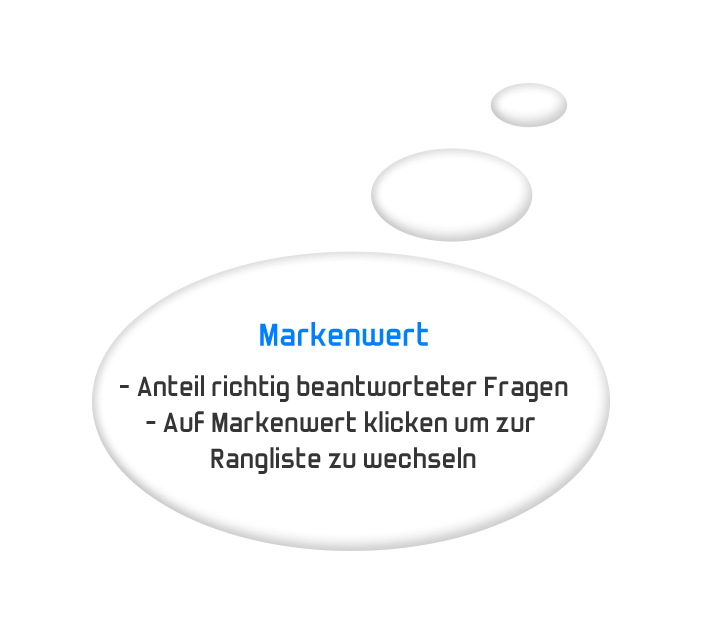 Markenwert
- Anteil richtig beantworteter Fragen
- Auf Markenwert klicken um zur
Rangliste zu wechseln